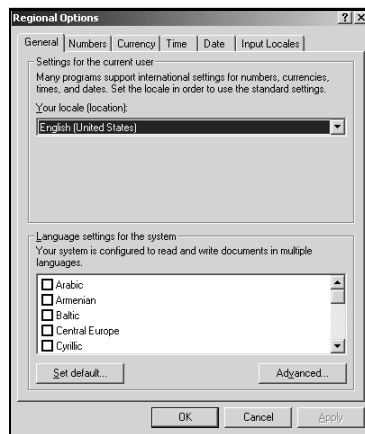 Regional Options
General Numbers Currency Time Date Input Locales
Settings for the current user
Many programs support international settings for numbers, currencies,
times, and dates. Set the locale in order to use the standard settings.
Your locale (location):
English (United States)
Language settings for the system
Your system is configured to read and write documents in multiple
languages.
Arabic
Armenian
Baltic
Central Europe
Cyrillic
Set default... Advanced...
OK Cancel Apply